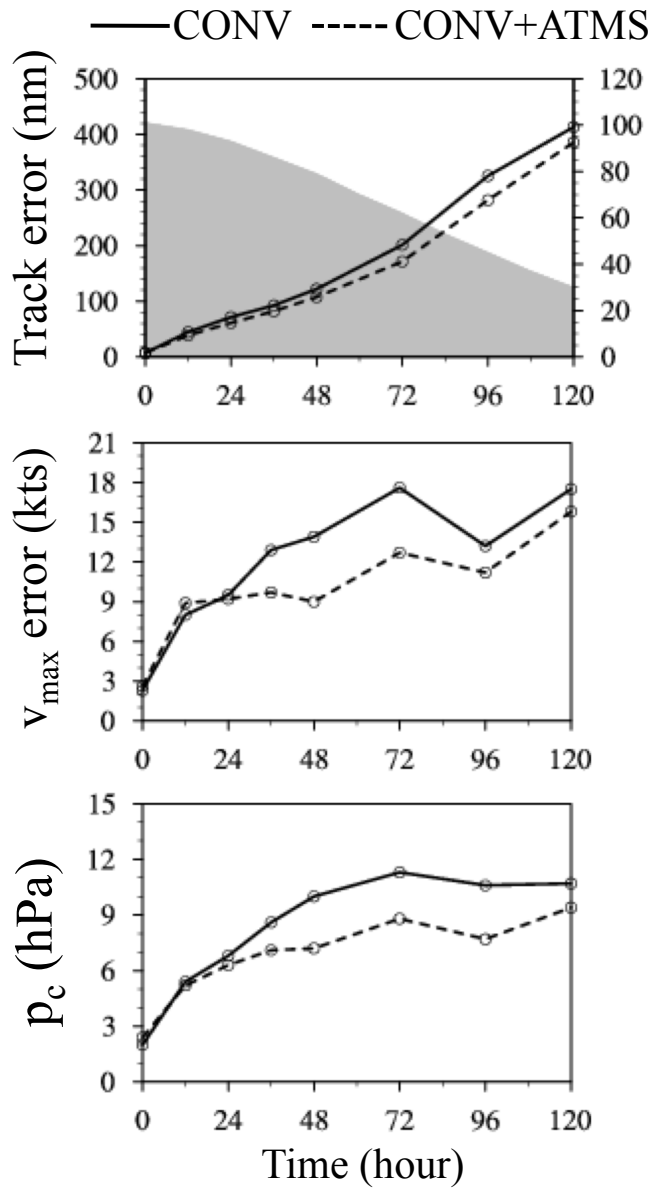 CONV CONV+ATMS
Track error (nm)
500 120
400 100
300 80
200 60
100 40
0 20
0
0 24 48 72 96 120
v_max error (kts)
21
18
15
12
9
6
3
0
0 24 48 72 96 120
p_c (hPa)
15
12
9
6
3
0
0 24 48 72 96 120
Time (hour)